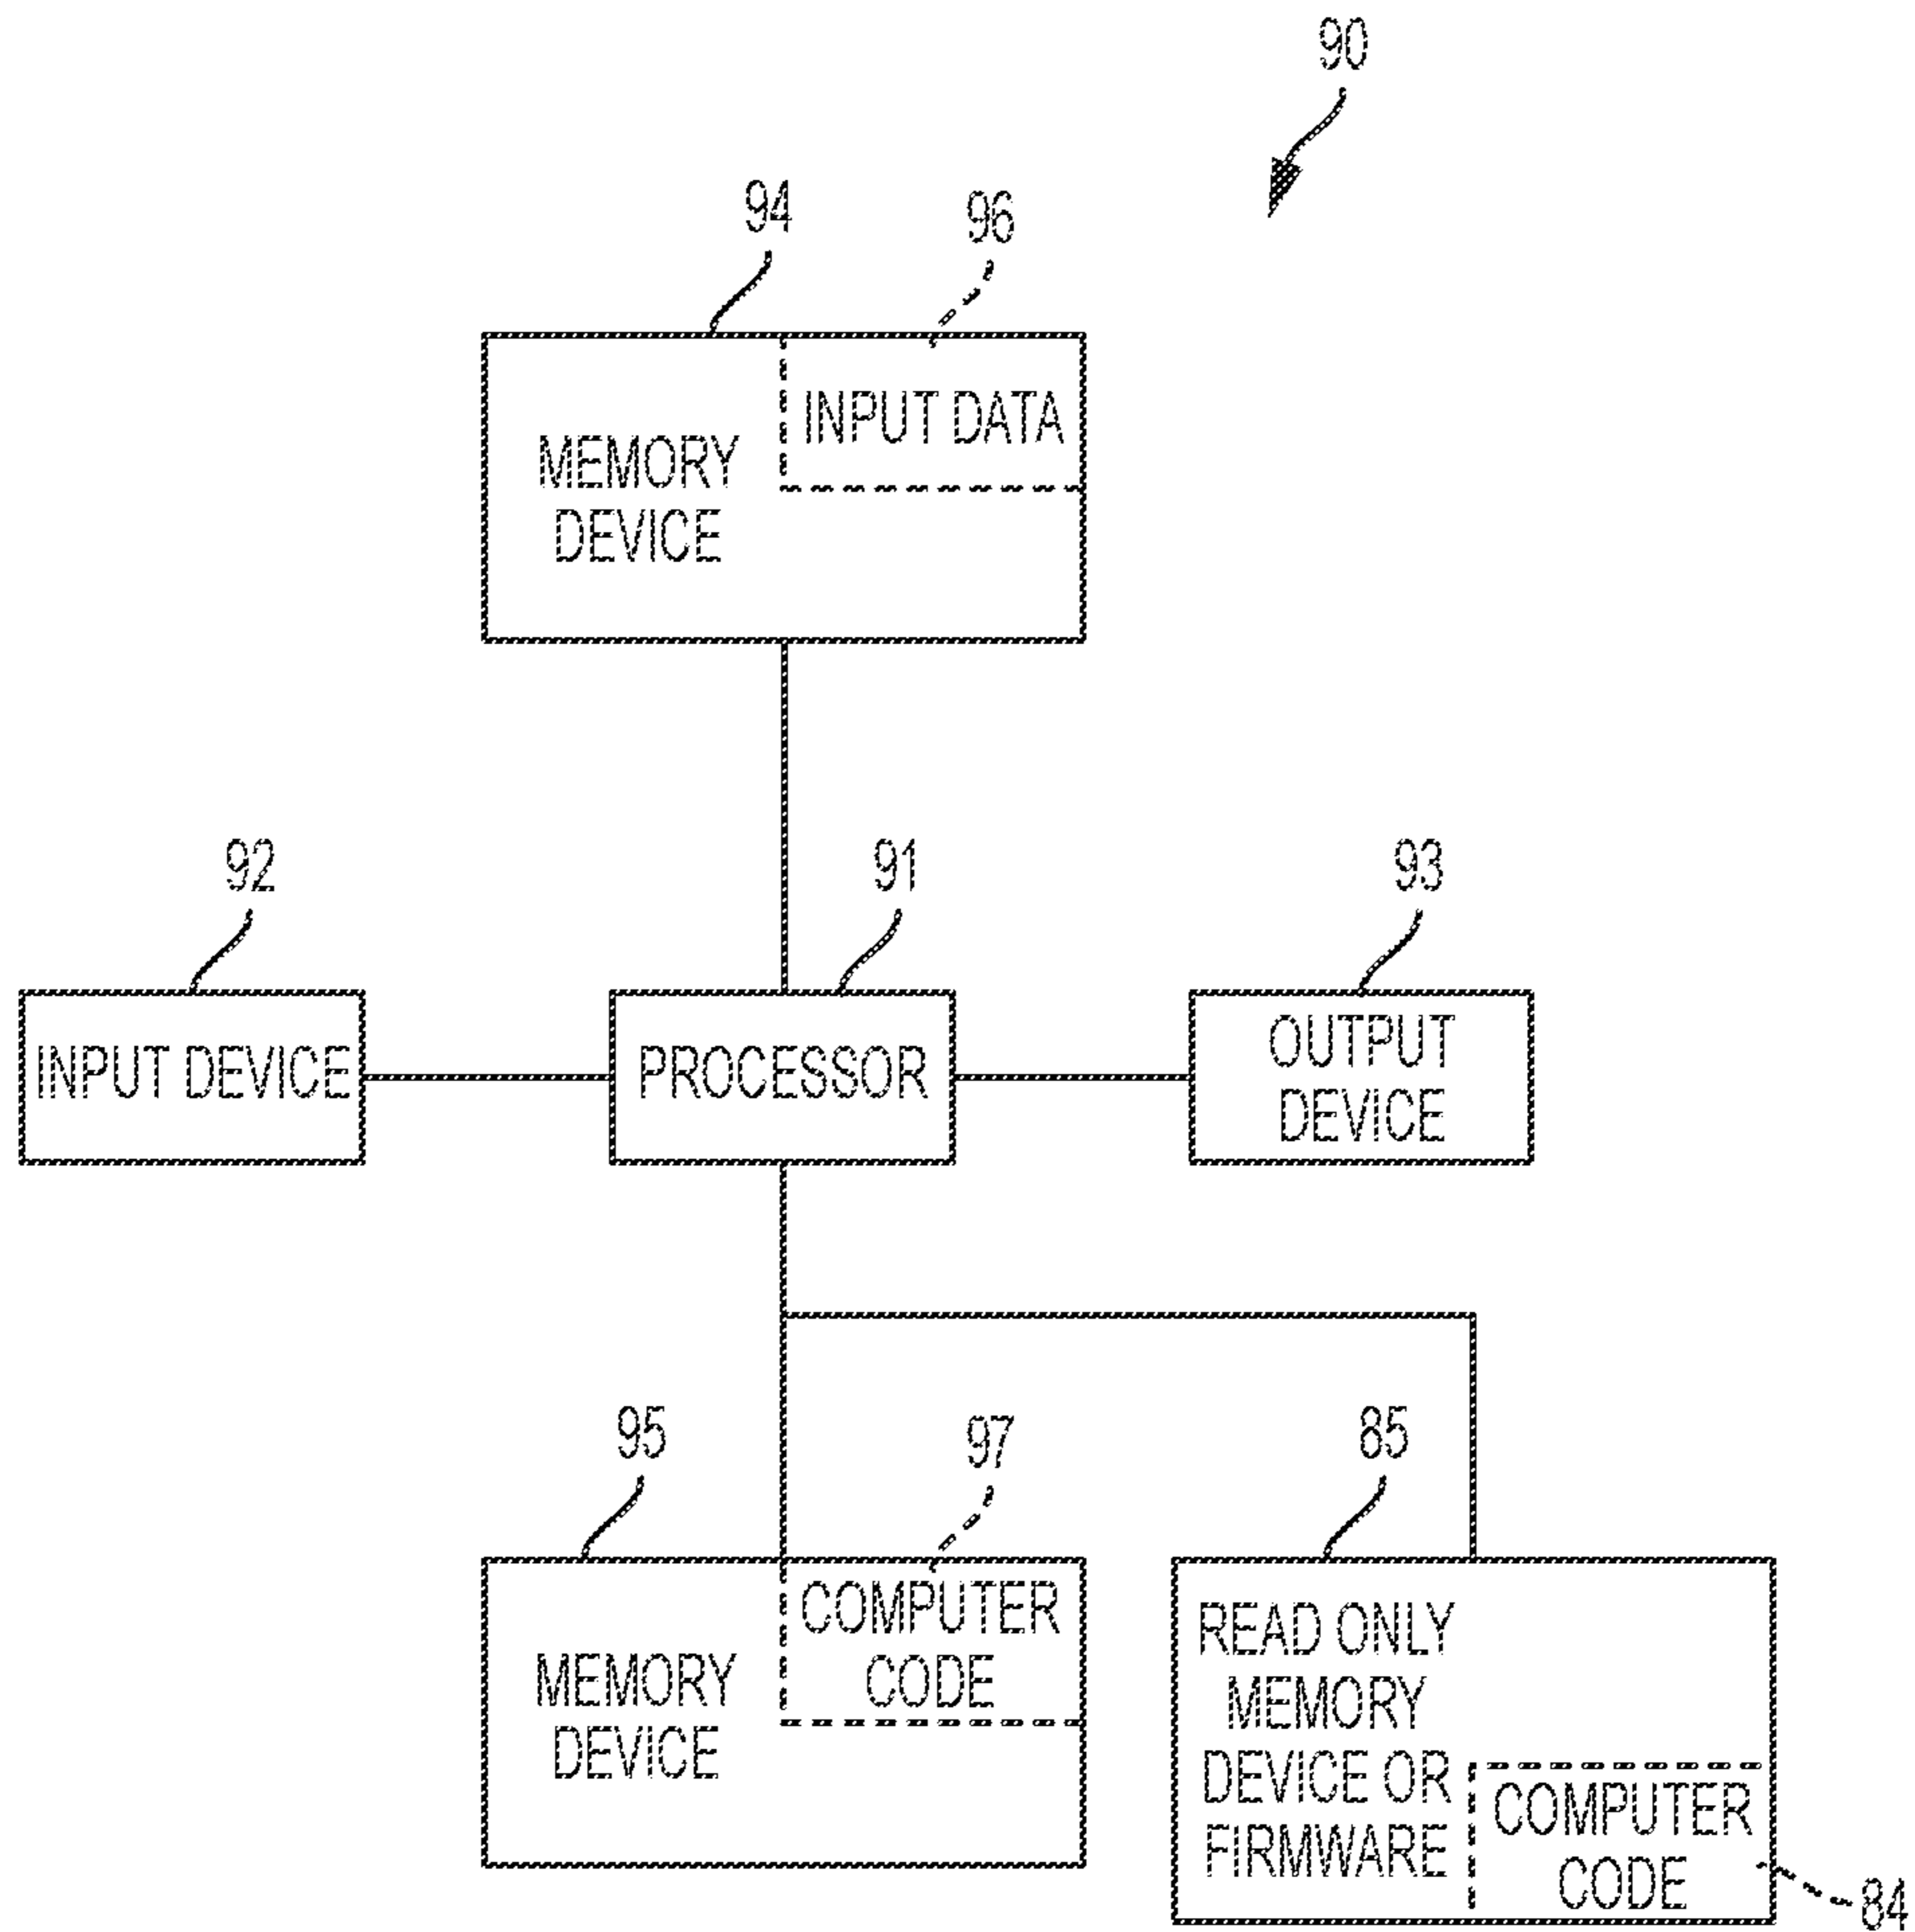 90
94
96
INPUT DATA
MEMORY
DEVICE
92
91
93
INPUT DEVICE
PROCESSOR
OUTPUT
DEVICE
95
97
85
COMPUTER
CODE
MEMORY
DEVICE
READ ONLY
MEMORY
DEVICE OR
FIRMWARE
COMPUTER
CODE
84